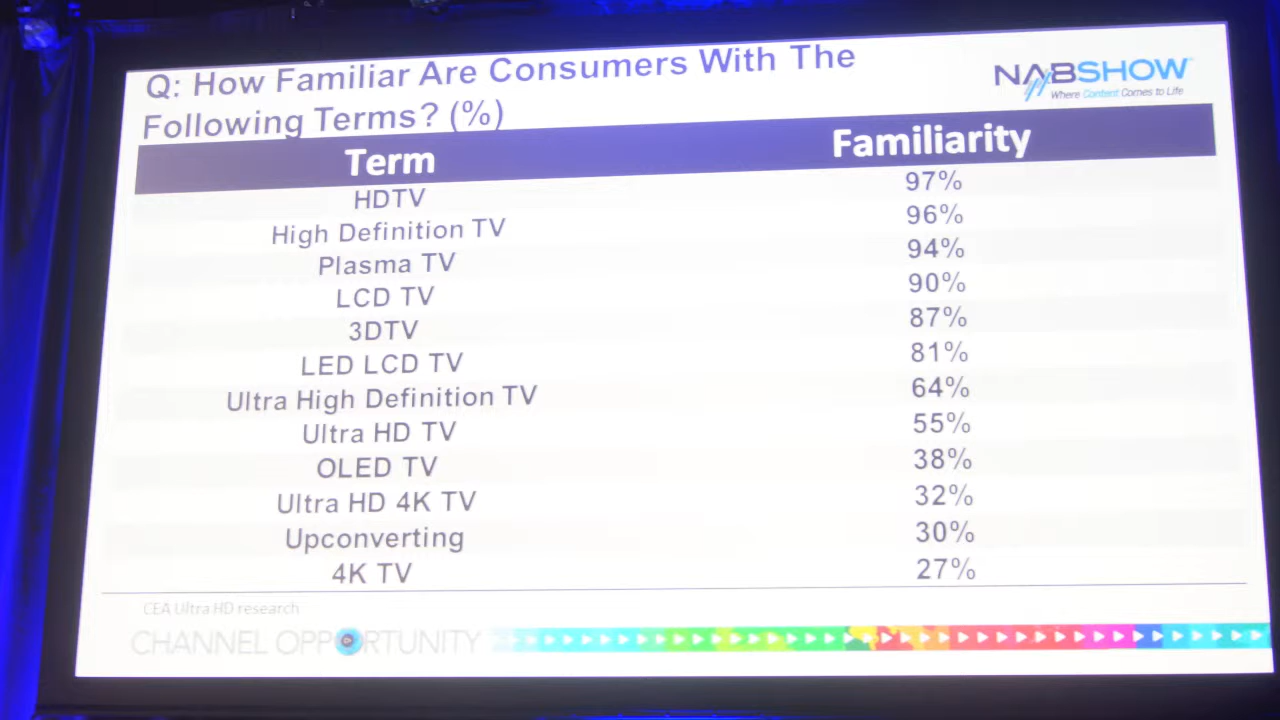 Q: How Familiar Are Consumers With The
Following Terms? (%)
NABSHOW
Where Content Comes to Life
Term Familiarity
HDTV 97%
High Definition TV 96%
Plasma TV 94%
LCD TV 90%
3DTV 87%
LED LCD TV 81%
Ultra High Definition TV 64%
Ultra HD TV 55%
OLED TV 38%
Ultra HD 4K TV 32%
Upconverting 30%
4K TV 27%
CEA Ultra HD research
CHANNEL OPPORTUNITY